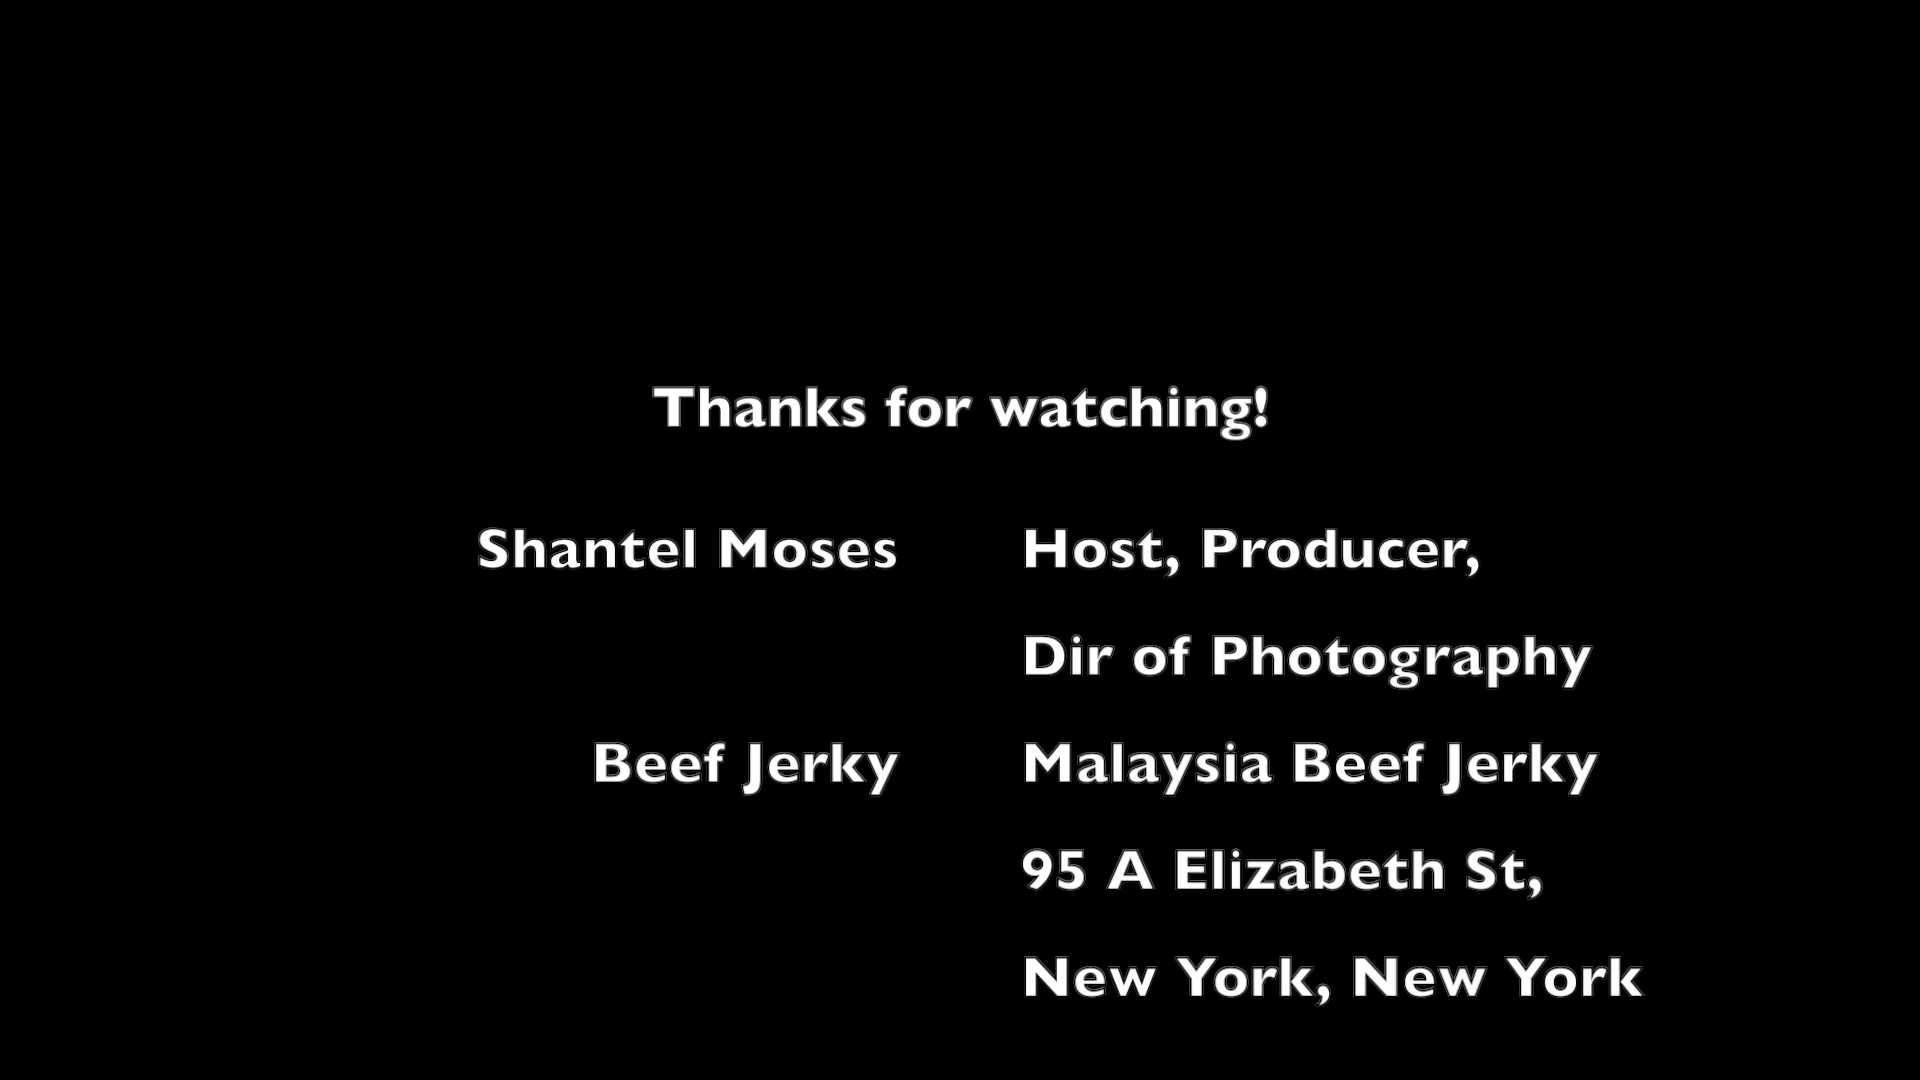 Thanks for watching!
Shantel Moses Host, Producer,
Dir of Photography
Beef Jerky Malaysia Beef Jerky
95 A Elizabeth St,
New York, New York